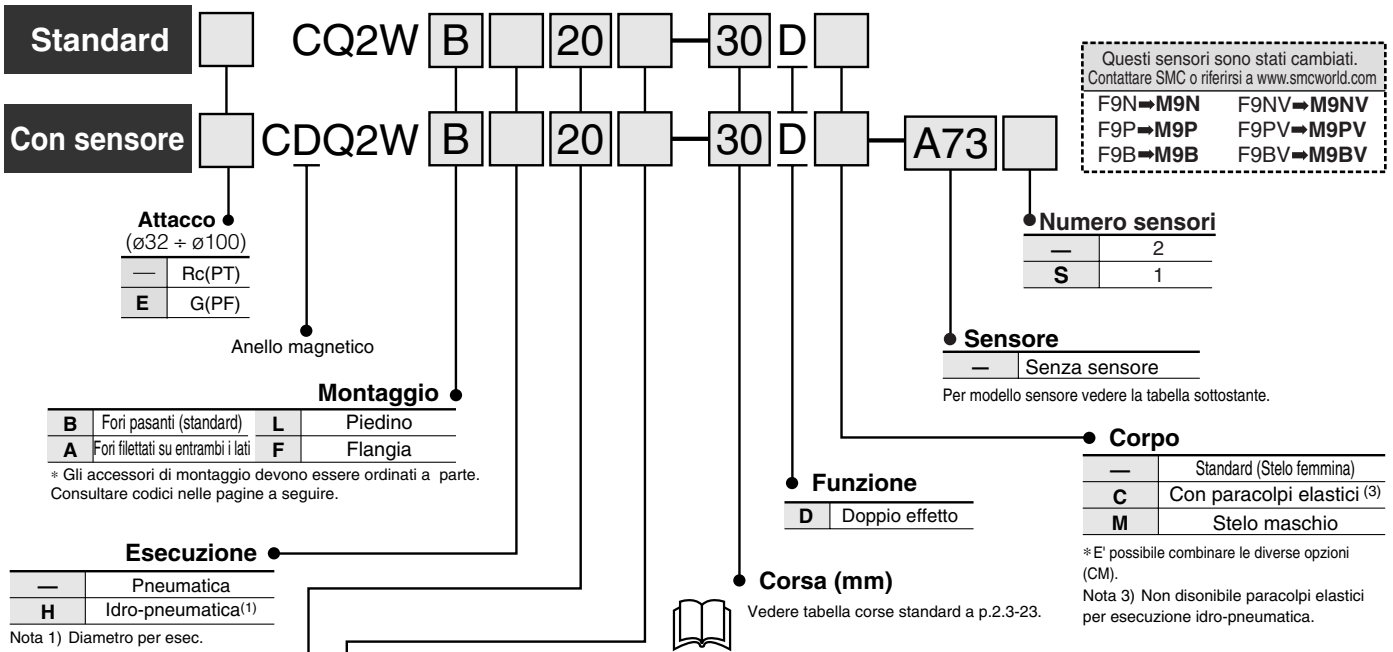 Standard CQ2W B 20 30 D
Con sensore CDQ2W B 20 30 D A73
Questi sensori sono stati cambiati.
Contattare SMC o riferirsi a www.smcworld.com
F9N➡M9N F9NV➡M9NV
F9P➡M9P F9PV➡M9PV
F9B➡M9B F9BV➡M9BV
Attacco
(ø32 ÷ ø100)
— Rc(PT)
E G(PF)
Anello magnetico
Numero sensori
— 2
S 1
Sensore
— Senza sensore
Per modello sensore vedere la tabella sottostante.
Montaggio
B Fori pasanti (standard) L Piedino
A Fori filettati su entrambi i lati F Flangia
* Gli accessori di montaggio devono essere ordinati a parte.
Consultare codici nelle pagine a seguire.
Funzione
D Doppio effetto
Corpo
— Standard (Stelo femmina)
C Con paracolpi elastici (3)
M Stelo maschio
* E' possibile combinare le diverse opzioni
(CM).
Nota 3) Non disonibile paracolpi elastici
per esecuzione idro-pneumatica.
Esecuzione
— Pneumatica
H Idro-pneumatica(1)
Nota 1) Diametro per esec.
Corsa (mm)
Vedere tabella corse standard a p.2.3-23.